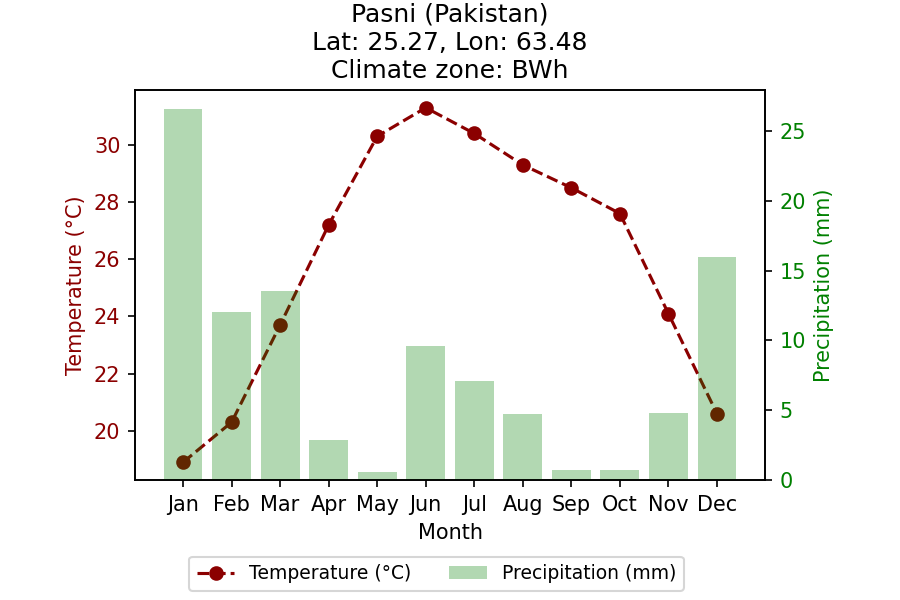 Pasni (Pakistan)
Lat: 25.27, Lon: 63.48
Climate zone: BWh
Temperature (°C)
30
28
26
24
22
20
25
20
15
10
5
0
Precipitation (mm)
Jan Feb Mar Apr May Jun Jul Aug Sep Oct Nov Dec
Month
Temperature (°C) Precipitation (mm)